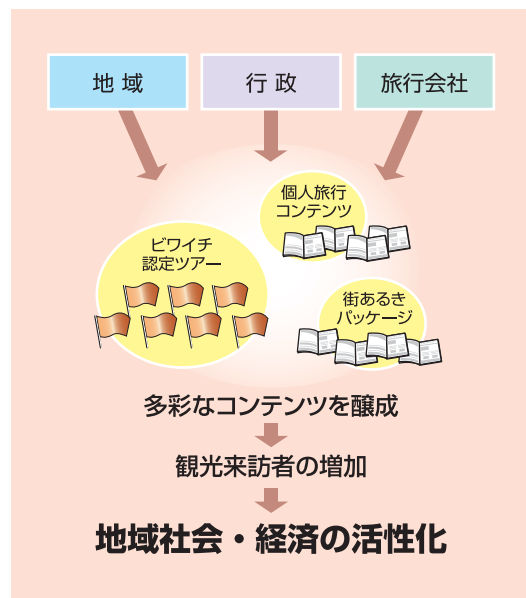 地域
行政
旅行会社
個人旅行
コンテンツ
ビワイチ
認定ツアー
街あるき
パッケージ
多彩なコンテンツを醸成
観光来訪者の増加
地域社会・経済の活性化